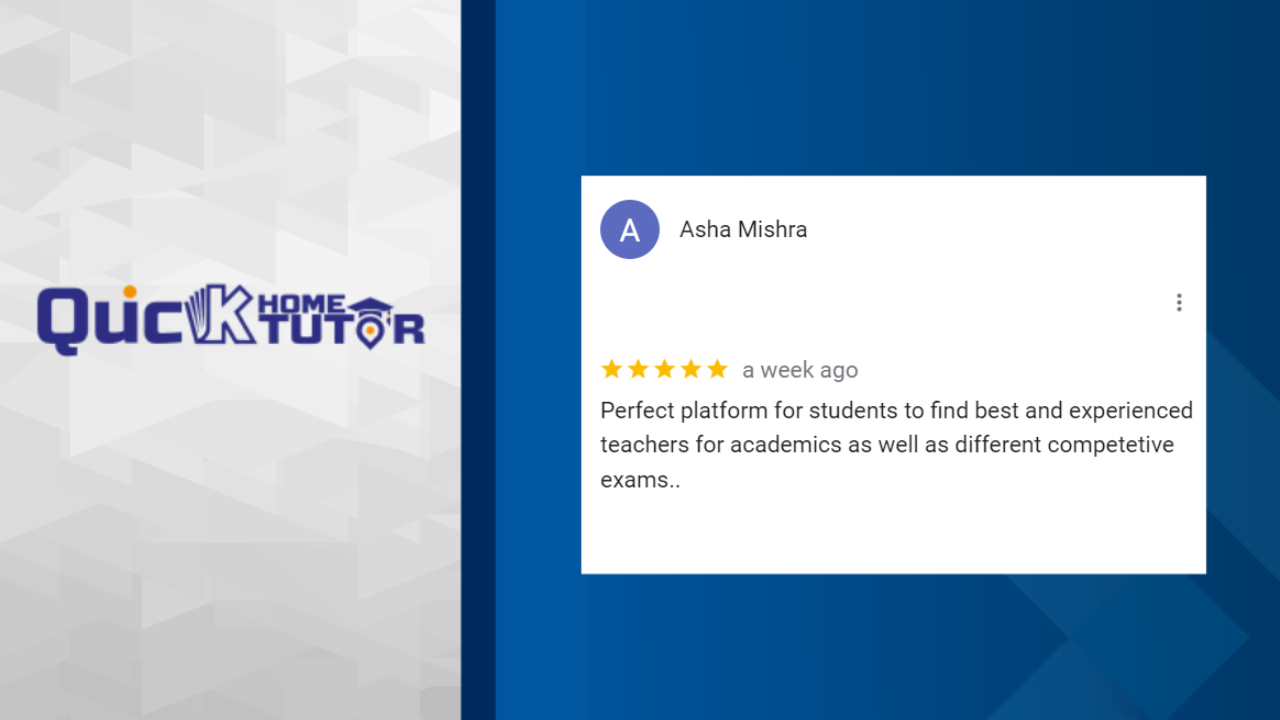 QuicK HOME TUTOR
A
Asha Mishra
a week ago
Perfect platform for students to find best and experienced
teachers for academics as well as different competetive
exams..